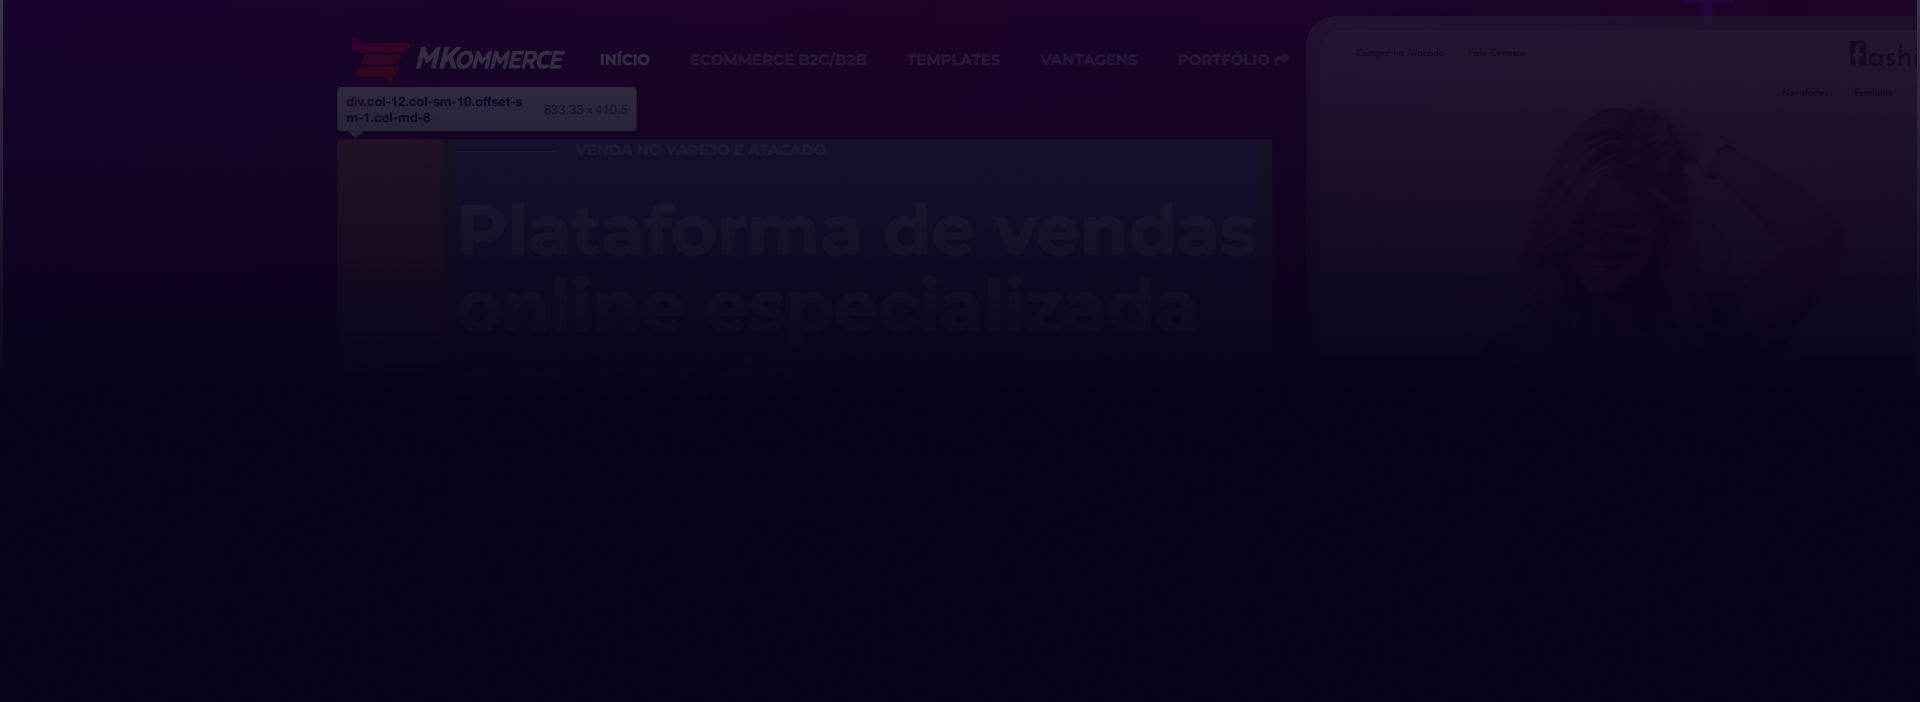 MKOMMERCE
INÍCIO
ECOMMERCE B2C/B2B
TEMPLATES
VANTAGENS
PORTFÓLIO
Compre no Atacado
Fale Conosco
fashi
Novidades
Feminino
div.col-12.col-sm-10.offset-s
m-1.col-md-8
833.33 × 410.5
VENDA NO VAREJO E ATACADO
Plataforma de vendas
online especializada
em moda